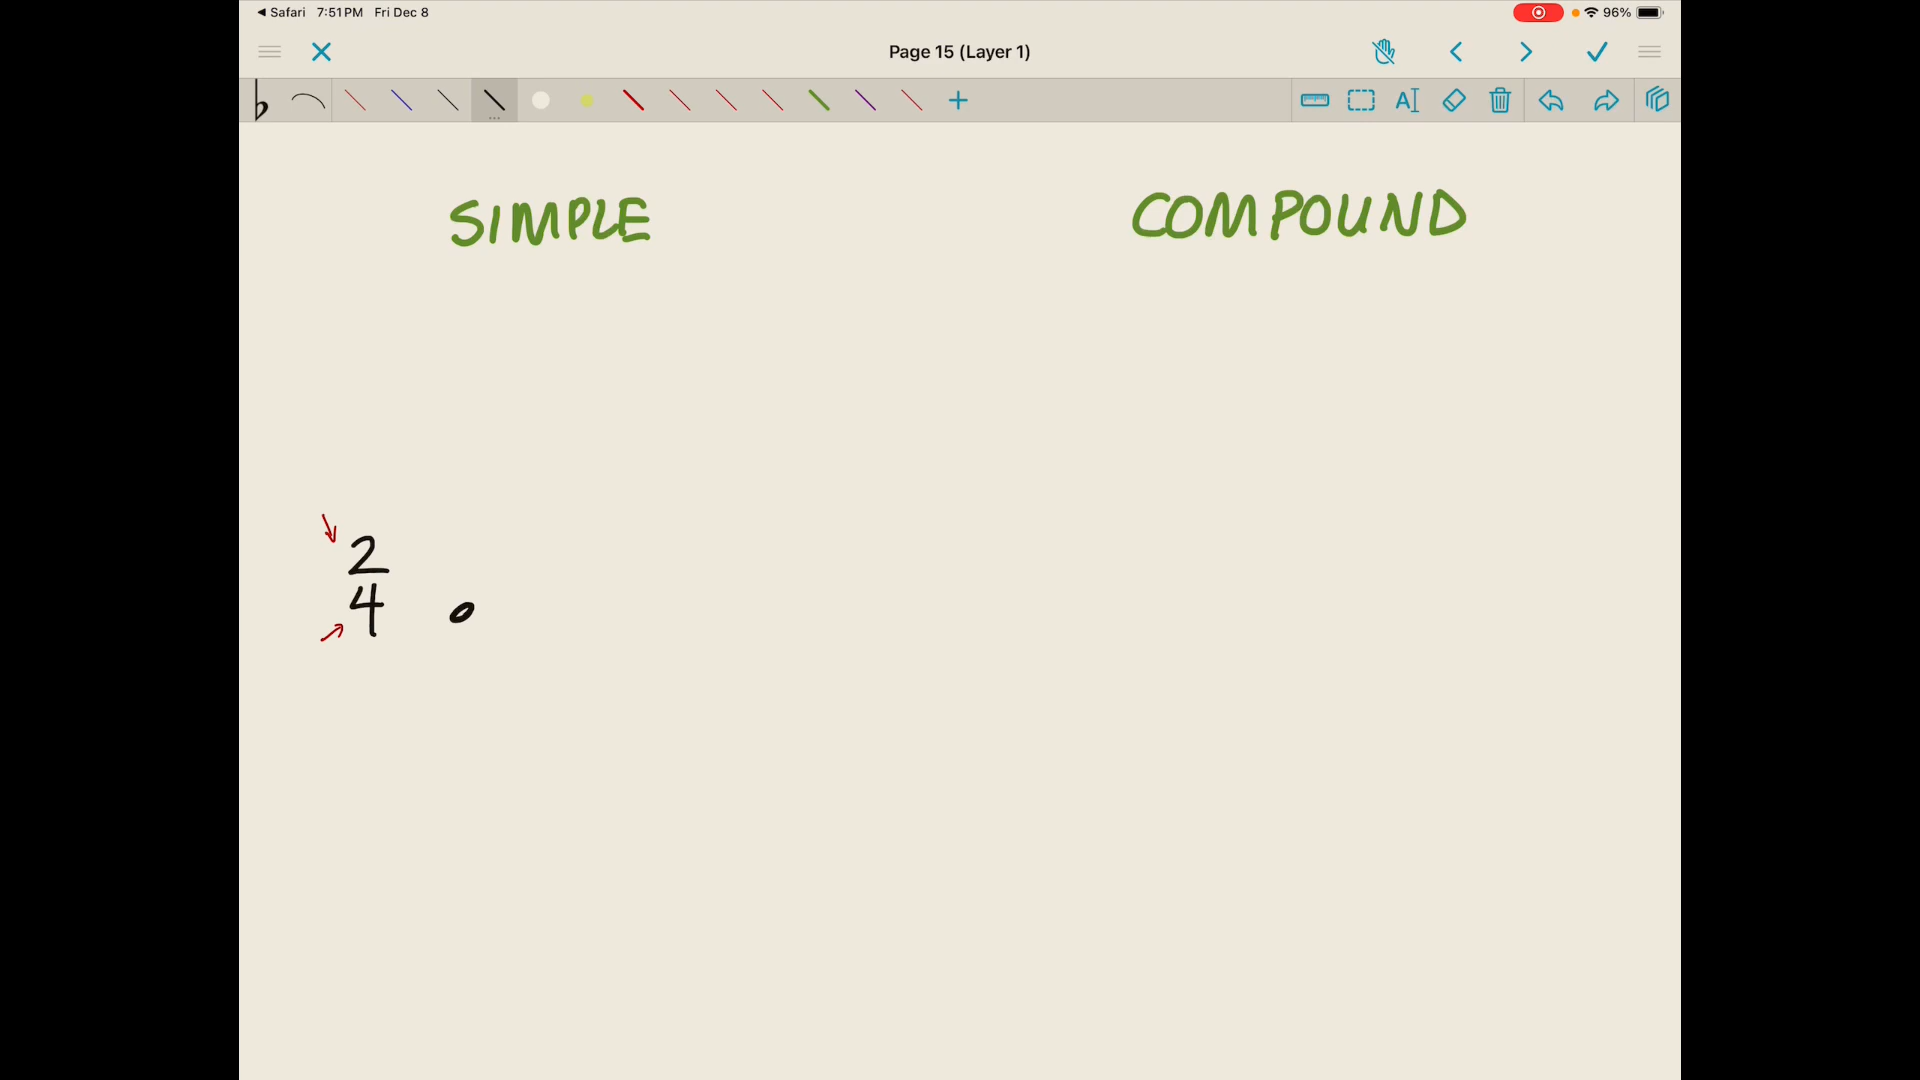 Safari 7:51 PM Fri Dec 8 96%
Page 15 (Layer 1)
A
SIMPLE COMPOUND
2
4